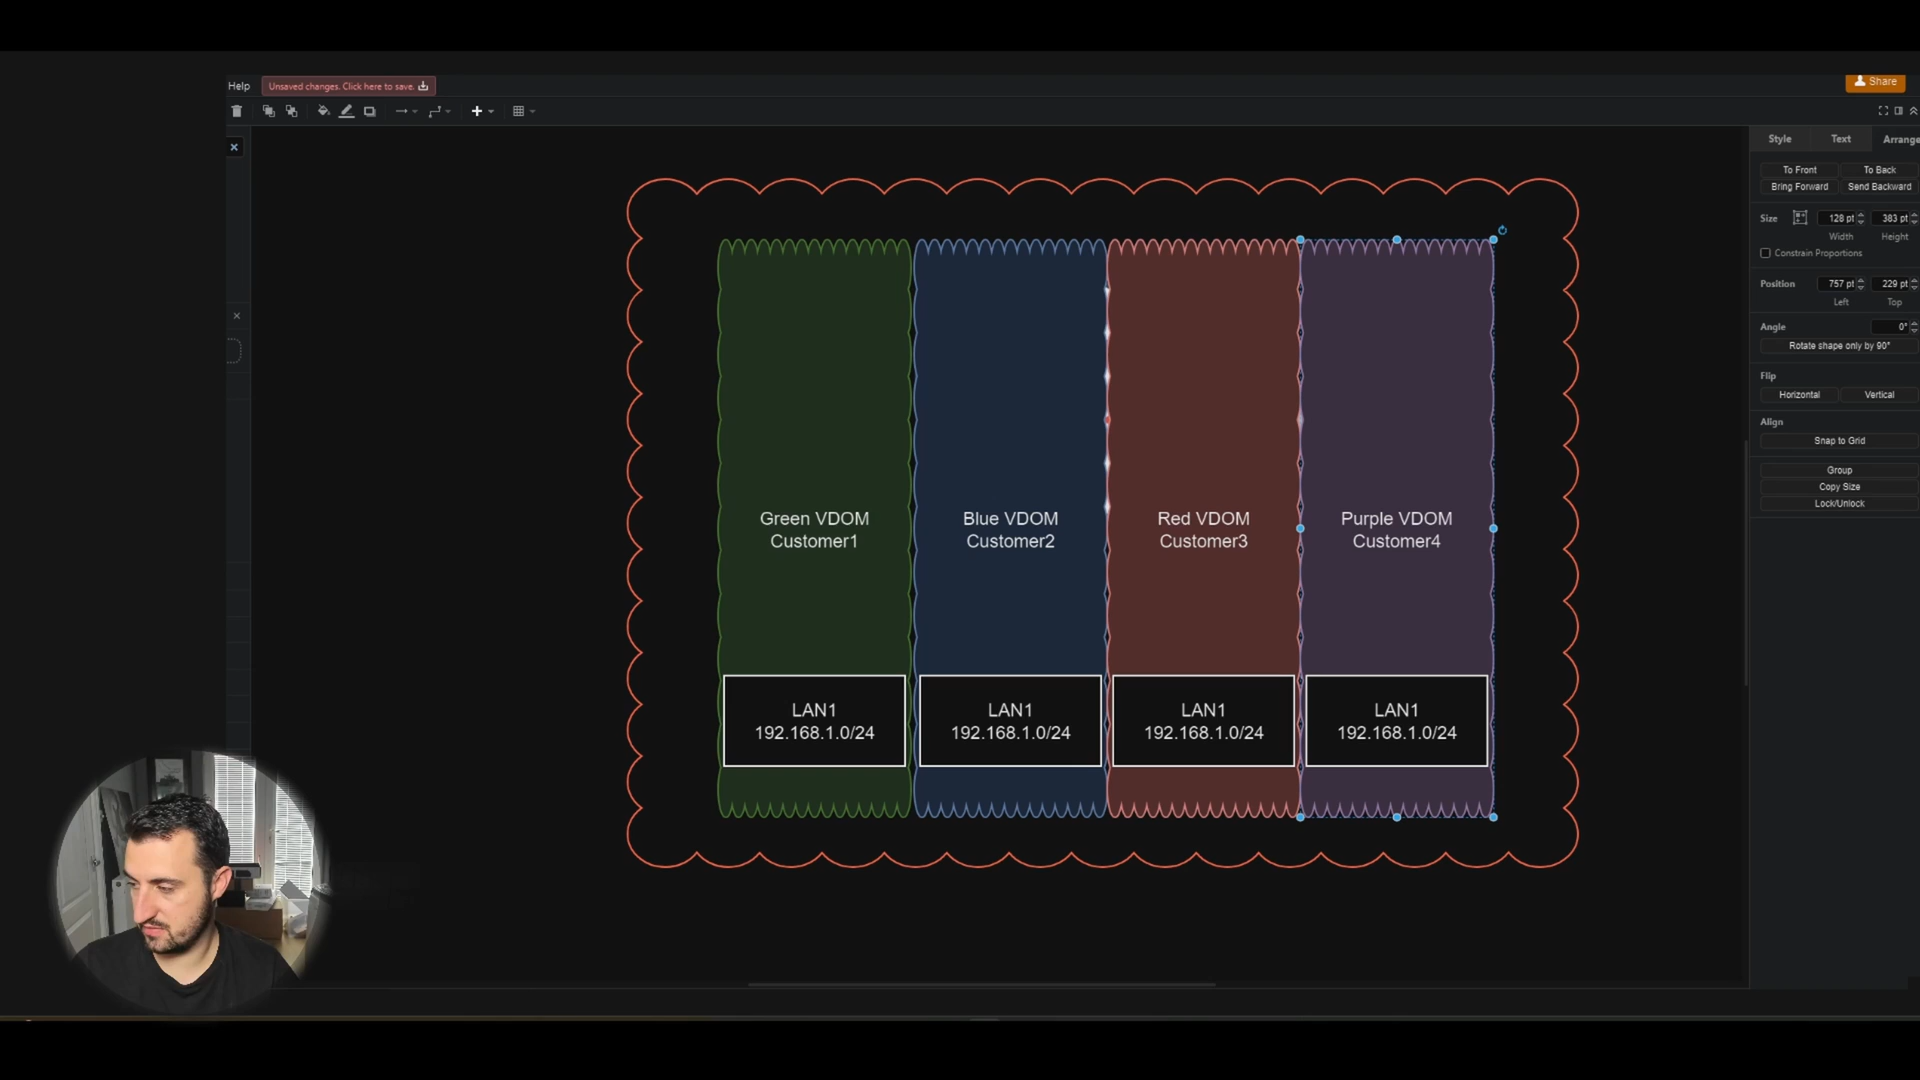 Help
Unsaved changes. Click here to save.
Share
Style Text Arrange
To Front To Back
Bring Forward Send Backward
Size 128 pt 383 pt
Width Height
Constrain Proportions
Position 757 pt 229 pt
Left Top
Angle 0°
Rotate shape only by 90°
Flip
Horizontal Vertical
Align
Snap to Grid
Group
Copy Size
Lock/Unlock
Green VDOM
Customer1
Blue VDOM
Customer2
Red VDOM
Customer3
Purple VDOM
Customer4
LAN1
192.168.1.0/24
LAN1
192.168.1.0/24
LAN1
192.168.1.0/24
LAN1
192.168.1.0/24